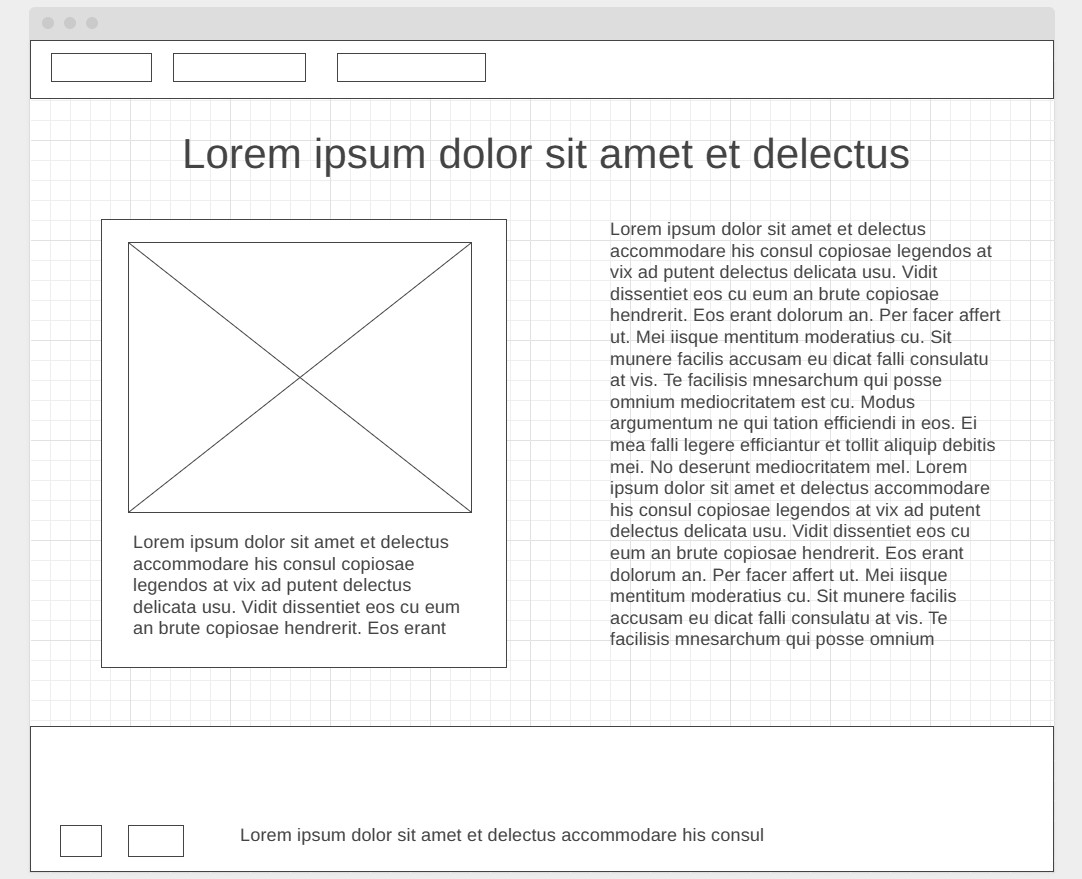 Lorem ipsum dolor sit amet et delectus
Lorem ipsum dolor sit amet et delectus
accommodare his consul copiosae
legendos at vix ad putent delectus
delicata usu. Vidit dissentiet eos cu eum
an brute copiosae hendrerit. Eos erant
Lorem ipsum dolor sit amet et delectus
accommodare his consul copiosae legendos at
vix ad putent delectus delicata usu. Vidit
dissentiet eos cu eum an brute copiosae
hendrerit. Eos erant dolorum an. Per facer affert
ut. Mei iisque mentitum moderatius cu. Sit
munere facilis accusam eu dicat falli consulatu
at vis. Te facilisis mnesarchum qui posse
omnium mediocritatem est cu. Modus
argumentum ne qui tation efficiendi in eos. Ei
mea falli legere efficiantur et tollit aliquip debitis
mei. No deserunt mediocritatem mel. Lorem
ipsum dolor sit amet et delectus accommodare
his consul copiosae legendos at vix ad putent
delectus delicata usu. Vidit dissentiet eos cu
eum an brute copiosae hendrerit. Eos erant
dolorum an. Per facer affert ut. Mei iisque
mentitum moderatius cu. Sit munere facilis
accusam eu dicat falli consulatu at vis. Te
facilisis mnesarchum qui posse omnium
Lorem ipsum dolor sit amet et delectus accommodare his consul